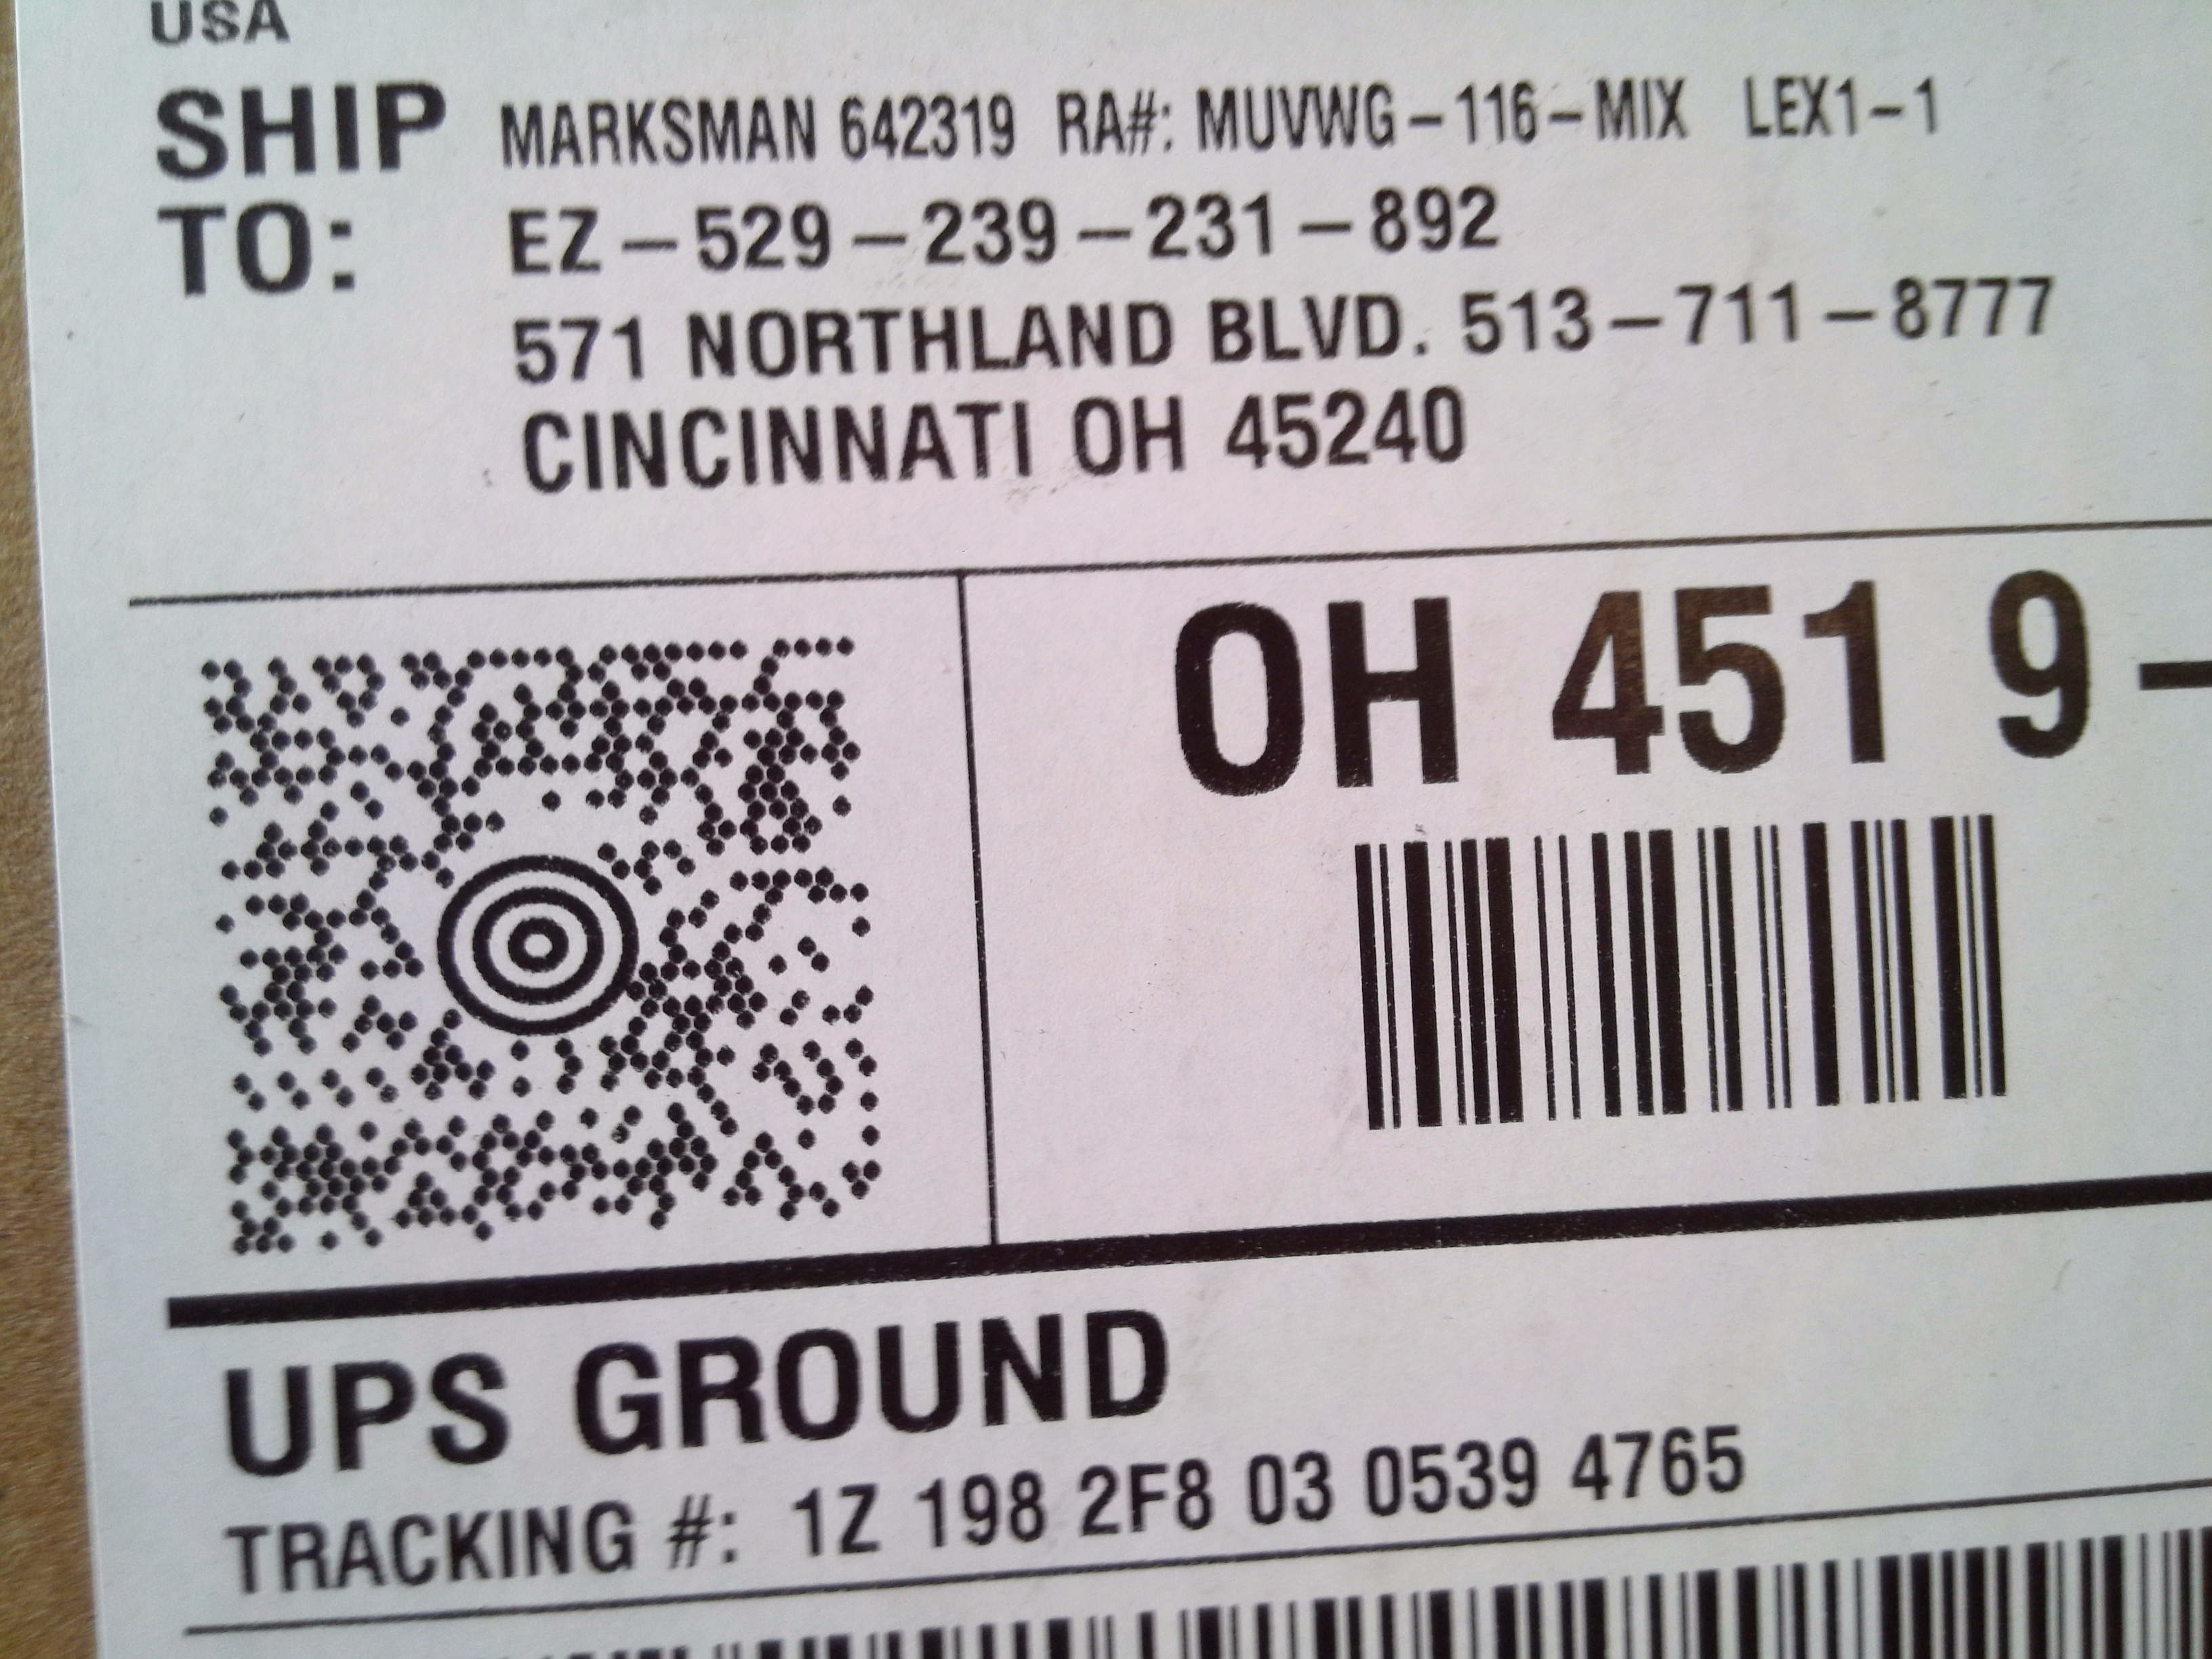 USA
SHIP TO: MARKSMAN 642319 RA#: MUVWG-116-MIX LEX1-1
EZ-529-239-231-892
571 NORTHLAND BLVD. 513-711-8777
CINCINNATI OH 45240
OH 451 9-
UPS GROUND
TRACKING #: 1Z 198 2F8 03 0539 4765